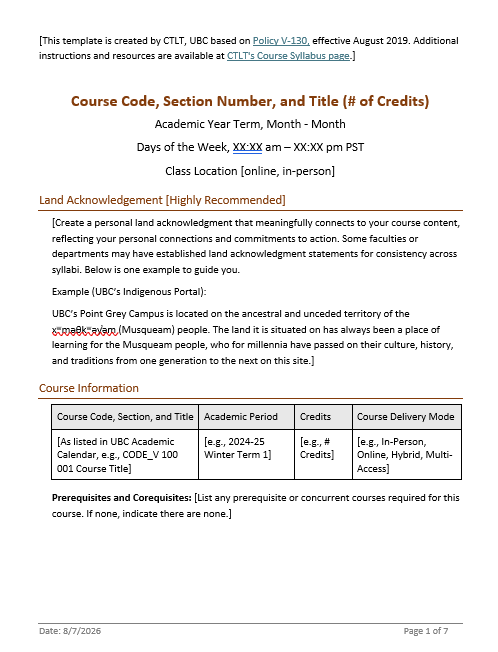 [This template is created by CTLT, UBC based on Policy V-130, effective August 2019. Additional
instructions and resources are available at CTLT's Course Syllabus page.]
Course Code, Section Number, and Title (# of Credits)
Academic Year Term, Month - Month
Days of the Week, XX:XX am – XX:XX pm PST
Class Location [online, in-person]
Land Acknowledgement [Highly Recommended]
[Create a personal land acknowledgment that meaningfully connects to your course content,
reflecting your personal connections and commitments to action. Some faculties or
departments may have established land acknowledgment statements for consistency across
syllabi. Below is one example to guide you.
Example (UBC's Indigenous Portal):
UBC's Point Grey Campus is located on the ancestral and unceded territory of the
xʷməθkʷəy̓əm (Musqueam) people. The land it is situated on has always been a place of
learning for the Musqueam people, who for millennia have passed on their culture, history,
and traditions from one generation to the next on this site.]
Course Information
Course Code, Section, and Title Academic Period Credits Course Delivery Mode
[As listed in UBC Academic [e.g., 2024-25 [e.g., # [e.g., In-Person,
Calendar, e.g., CODE_V 100 Winter Term 1] Credits] Online, Hybrid, Multi-
001 Course Title] Access]
Prerequisites and Corequisites: [List any prerequisite or concurrent courses required for this
course. If none, indicate there are none.]
Date: 8/7/2026 Page 1 of 7